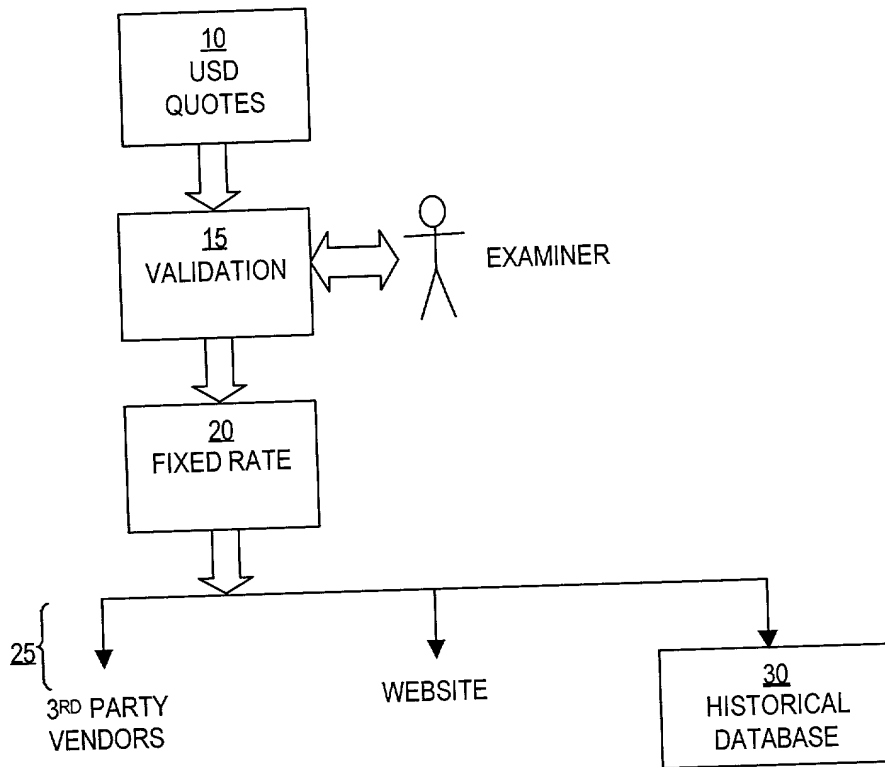 10
USD
QUOTES
15
VALIDATION
EXAMINER
20
FIXED RATE
25
3RD PARTY
VENDORS
WEBSITE
30
HISTORICAL
DATABASE